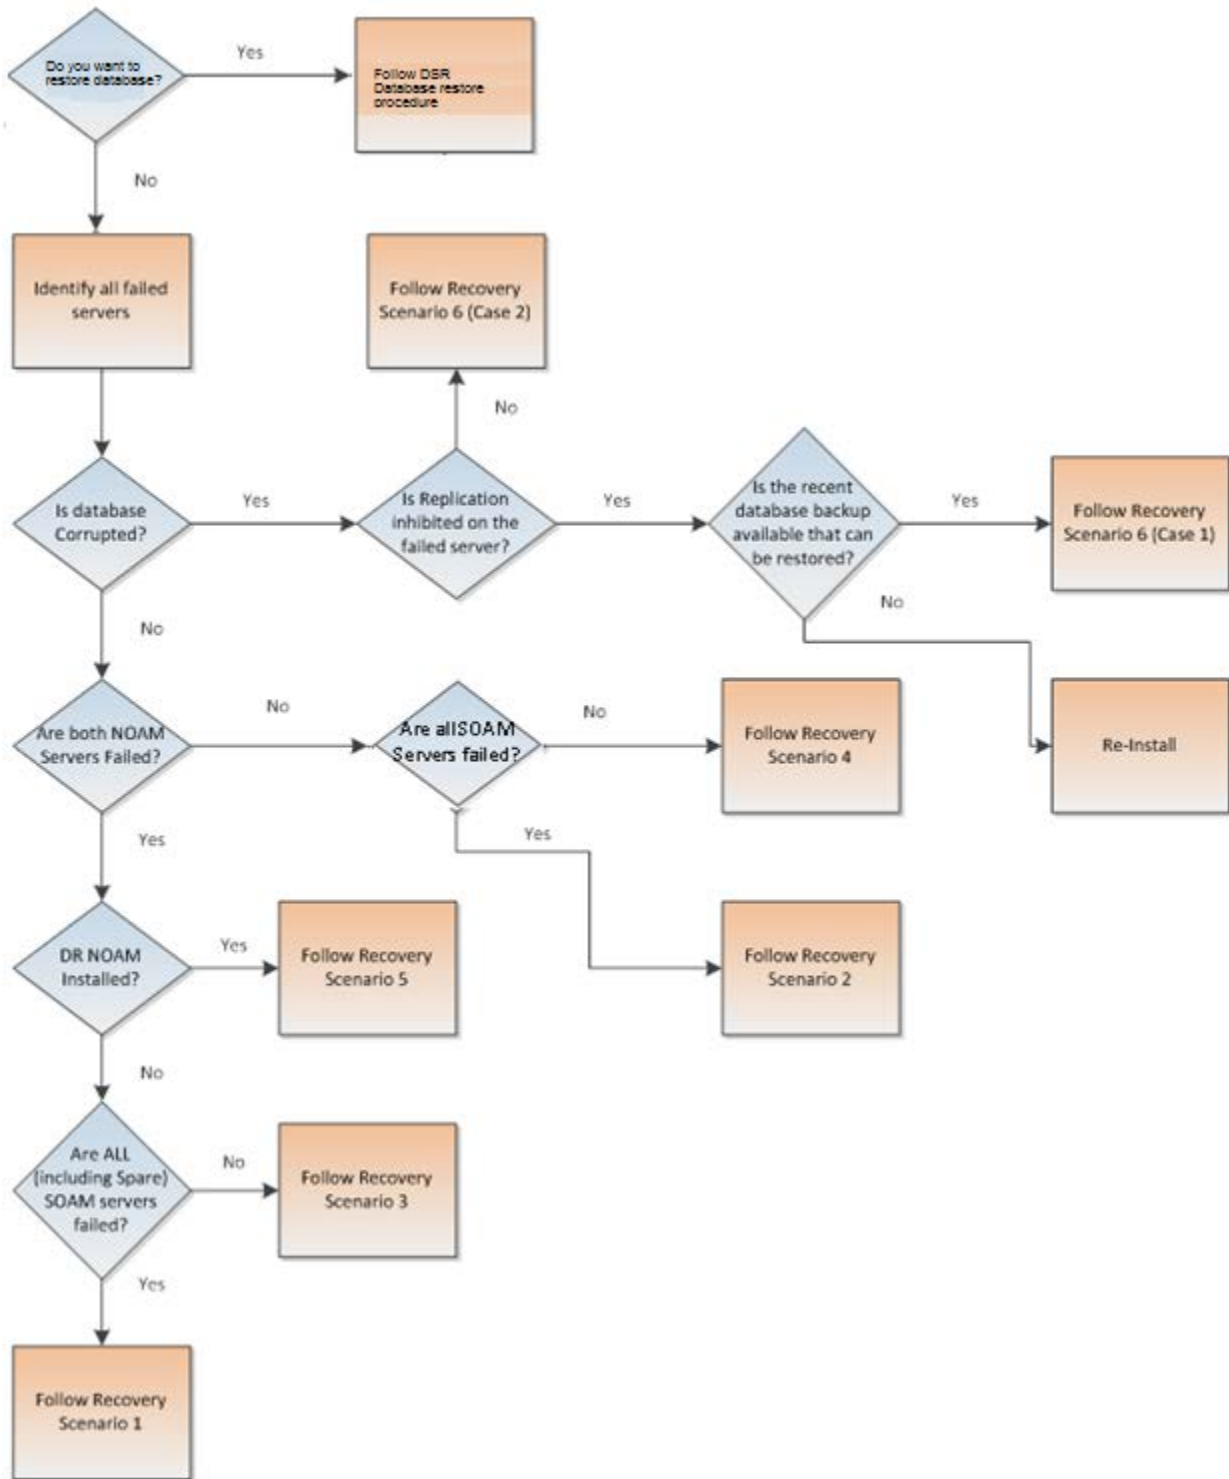 Do you want to
restore database?
Yes
Follow DSR
Database restore
procedure
No
Identify all failed
servers
Follow Recovery
Scenario 6 (Case 2)
No
Is database
Corrupted?
Yes
Is Replication
inhibited on the
failed server?
Yes
Is the recent
database backup
available that can
be restored?
Yes
Follow Recovery
Scenario 6 (Case 1)
No
No
Are both NOAM
Servers Failed?
No
Are allSOAM
Servers failed?
No
Follow Recovery
Scenario 4
Re-Install
Yes
Yes
DR NOAM
Installed?
Yes
Follow Recovery
Scenario 5
Follow Recovery
Scenario 2
No
Are ALL
(including Spare)
SOAM servers
failed?
No
Follow Recovery
Scenario 3
Yes
Follow Recovery
Scenario 1